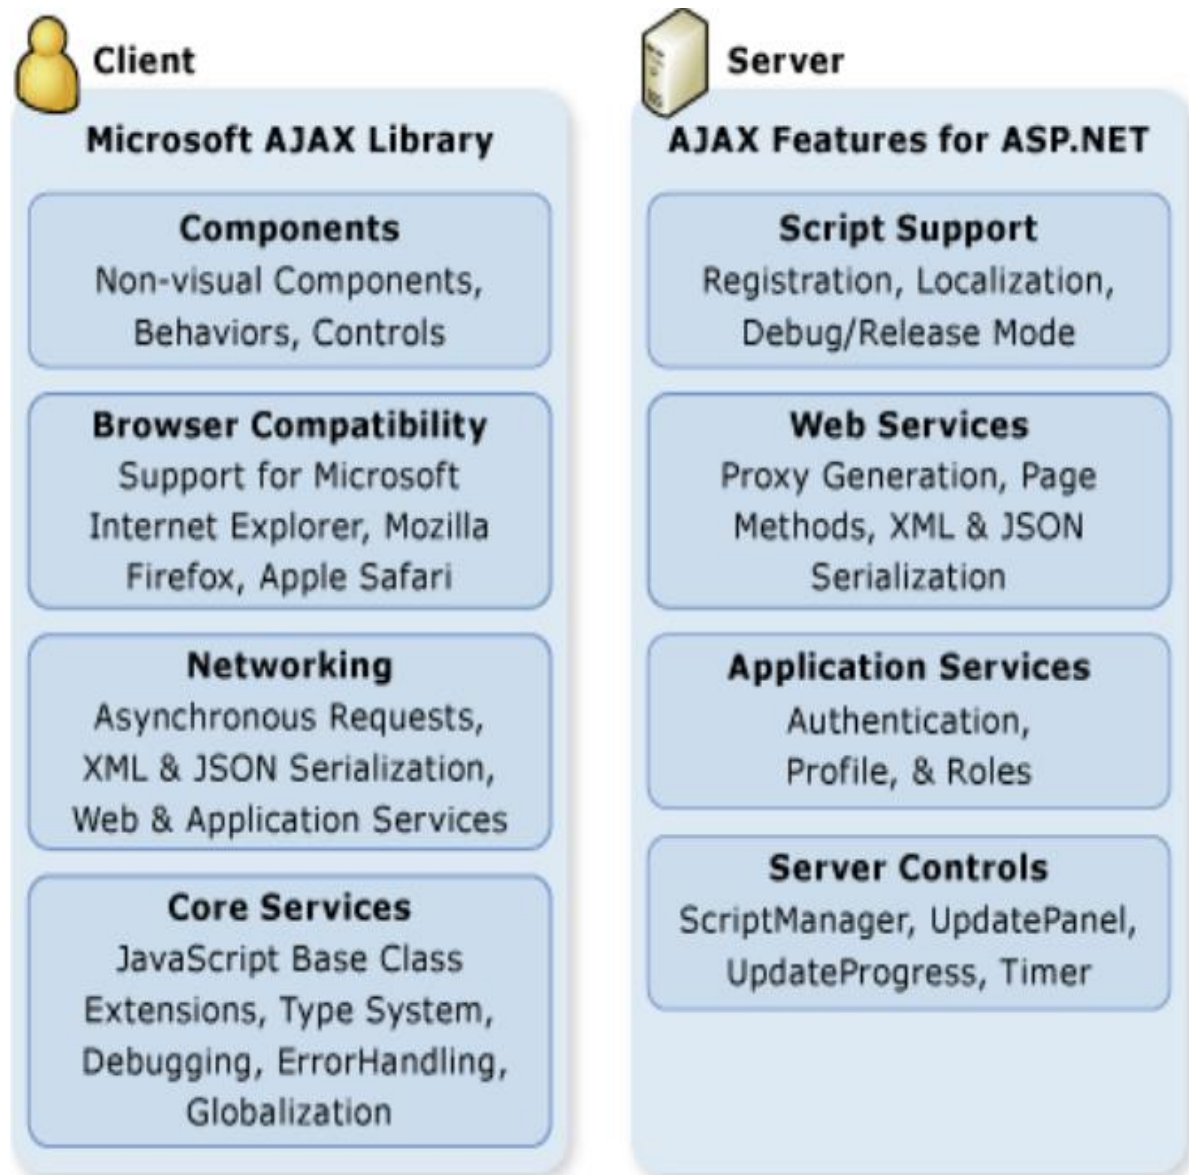 Client
Microsoft AJAX Library
Components
Non-visual Components,
Behaviors, Controls
Browser Compatibility
Support for Microsoft
Internet Explorer, Mozilla
Firefox, Apple Safari
Networking
Asynchronous Requests,
XML & JSON Serialization,
Web & Application Services
Core Services
JavaScript Base Class
Extensions, Type System,
Debugging, ErrorHandling,
Globalization
Server
AJAX Features for ASP.NET
Script Support
Registration, Localization,
Debug/Release Mode
Web Services
Proxy Generation, Page
Methods, XML & JSON
Serialization
Application Services
Authentication,
Profile, & Roles
Server Controls
ScriptManager, UpdatePanel,
UpdateProgress, Timer